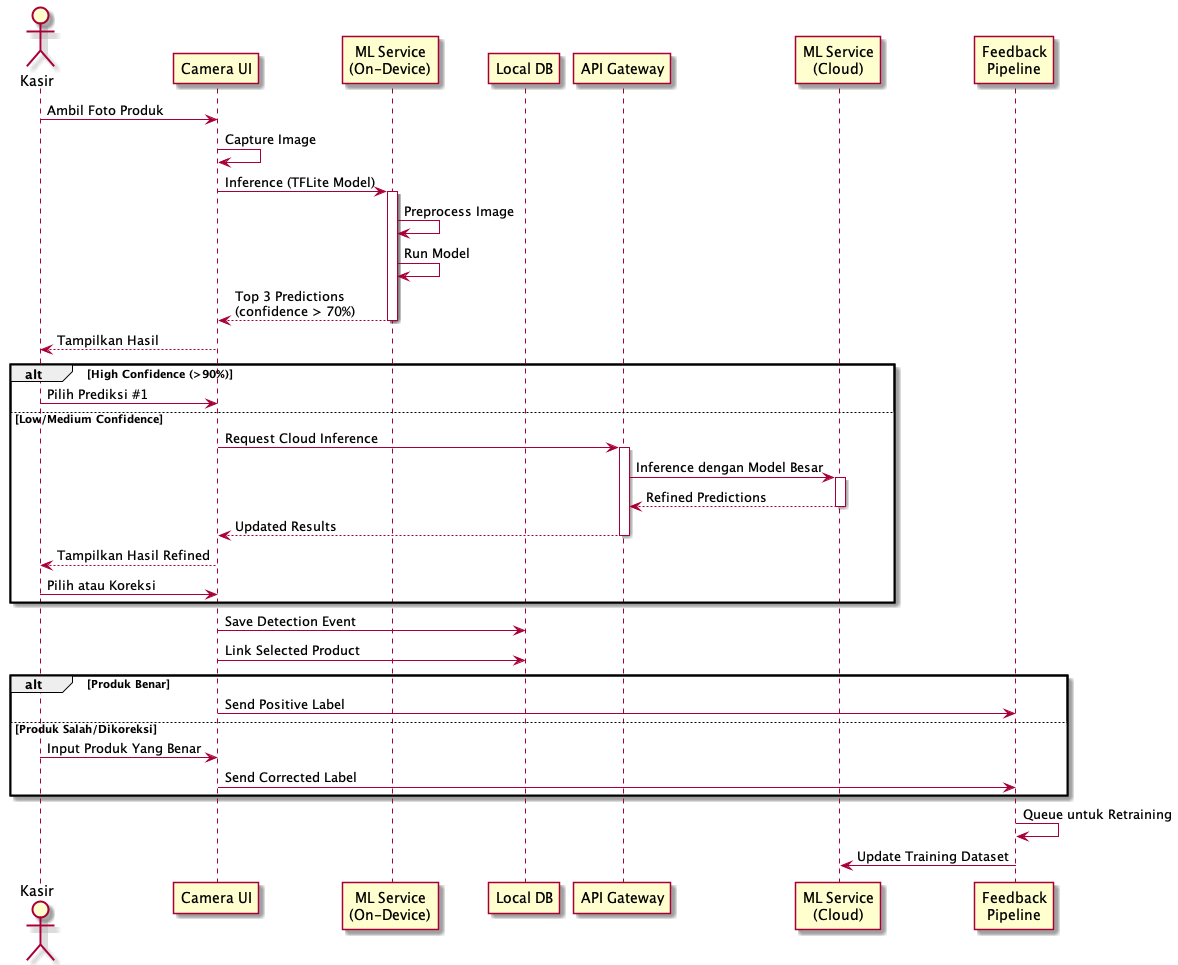 Kasir
Camera UI
ML Service
(On-Device)
Local DB
API Gateway
ML Service
(Cloud)
Feedback
Pipeline
Ambil Foto Produk
Capture Image
Inference (TFLite Model)
Preprocess Image
Run Model
Top 3 Predictions
(confidence > 70%)
Tampilkan Hasil
alt
[High Confidence (>90%)]
Pilih Prediksi #1
[Low/Medium Confidence]
Request Cloud Inference
Inference dengan Model Besar
Refined Predictions
Updated Results
Tampilkan Hasil Refined
Pilih atau Koreksi
Save Detection Event
Link Selected Product
alt
[Produk Benar]
Send Positive Label
[Produk Salah/Dikoreksi]
Input Produk Yang Benar
Send Corrected Label
Queue untuk Retraining
Update Training Dataset
Kasir
Camera UI
ML Service
(On-Device)
Local DB
API Gateway
ML Service
(Cloud)
Feedback
Pipeline